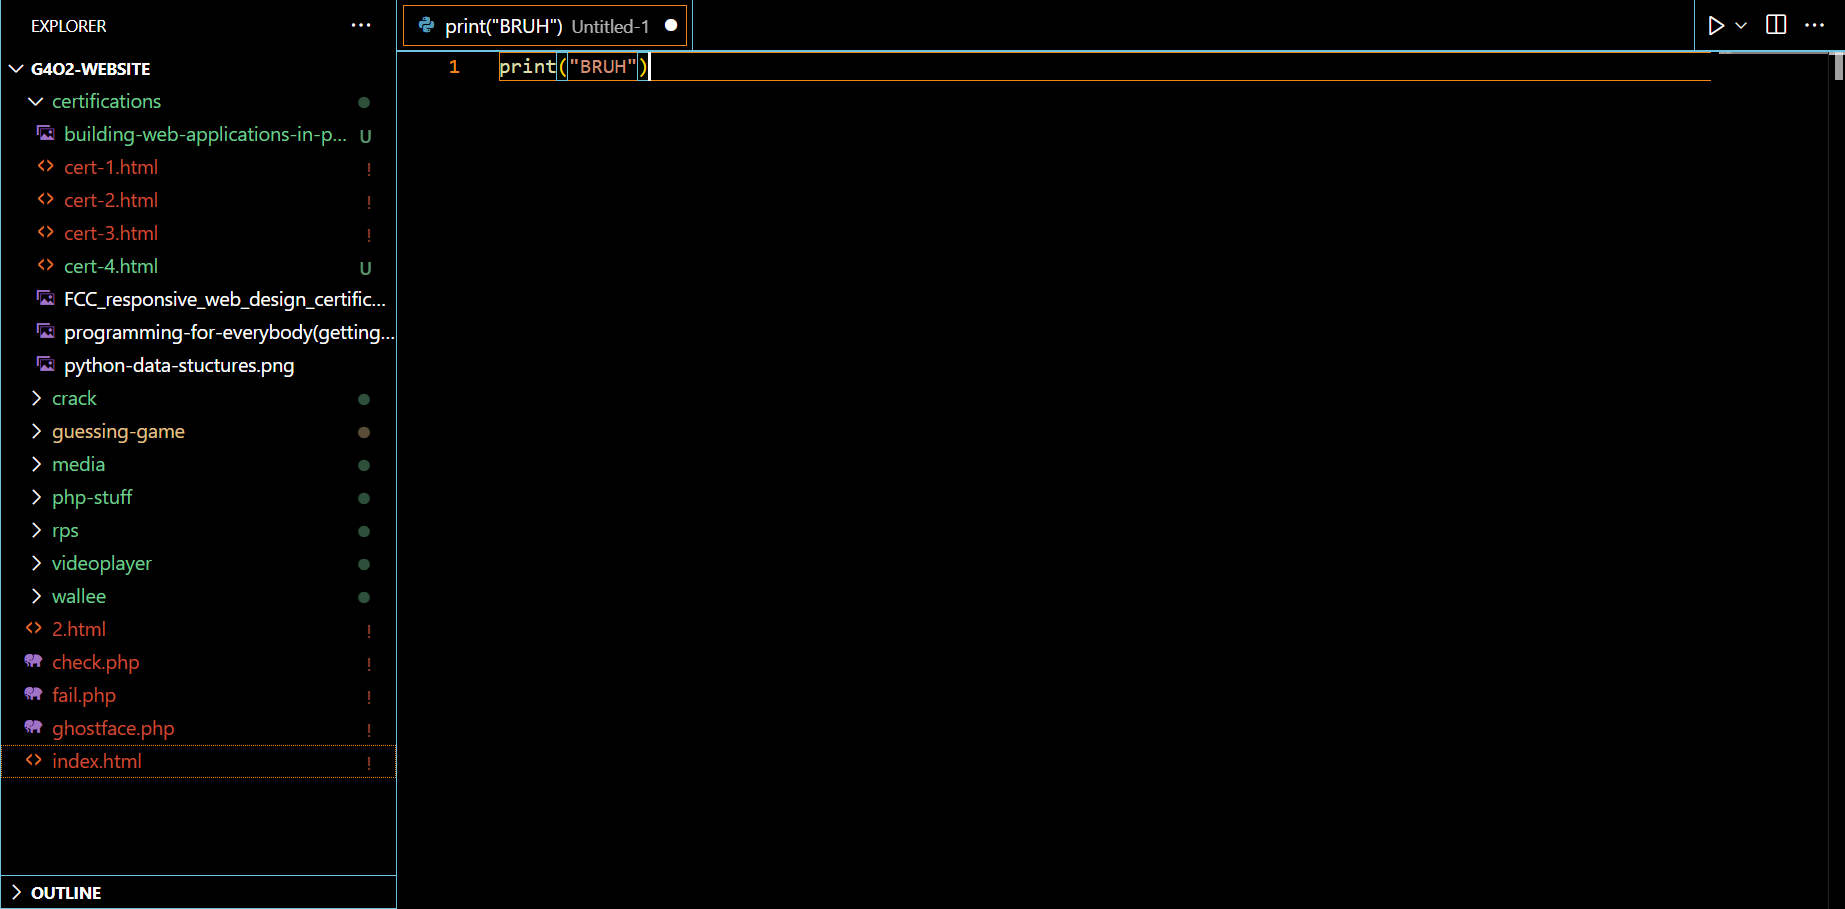 EXPLORER
G4O2-WEBSITE
certifications
building-web-applications-in-p... U
cert-1.html !
cert-2.html !
cert-3.html !
cert-4.html U
FCC_responsive_web_design_certific...
programming-for-everybody(getting...
python-data-stuctures.png
crack
guessing-game
media
php-stuff
rps
videoplayer
wallee
2.html !
check.php !
fail.php !
ghostface.php !
index.html !
OUTLINE
print("BRUH") Untitled-1
1 print("BRUH")